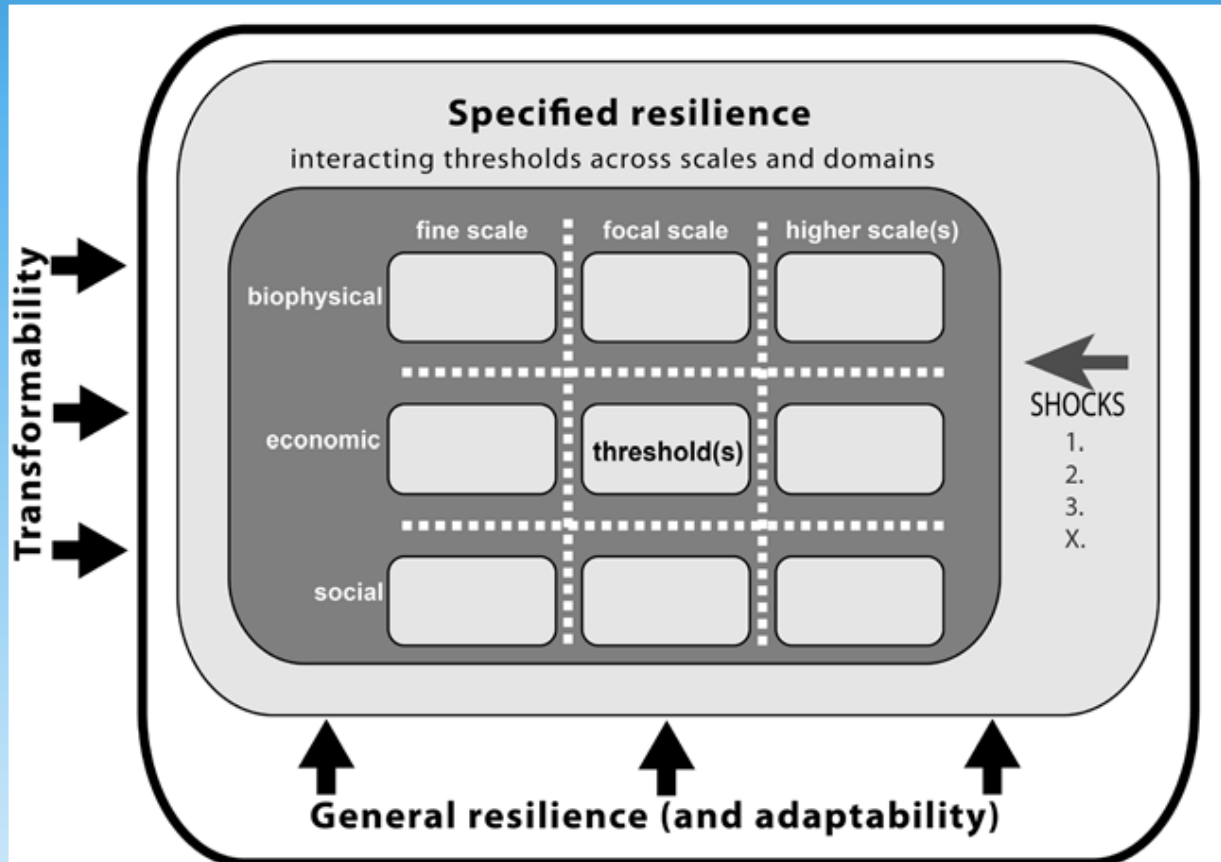 Specified resilience
interacting thresholds across scales and domains
fine scale
focal scale
higher scale(s)
biophysical
economic
threshold(s)
social
SHOCKS
1.
2.
3.
X.
Transformability
General resilience (and adaptability)